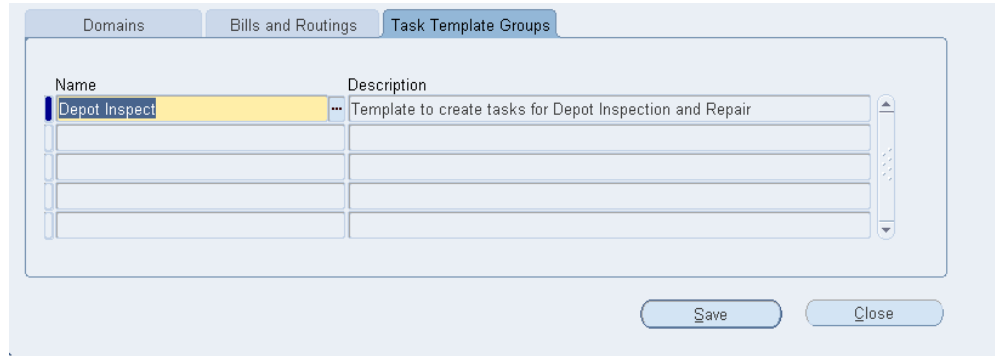 Domains Bills and Routings Task Template Groups
Name Description
Depot Inspect ... Template to create tasks for Depot Inspection and Repair
Save Close